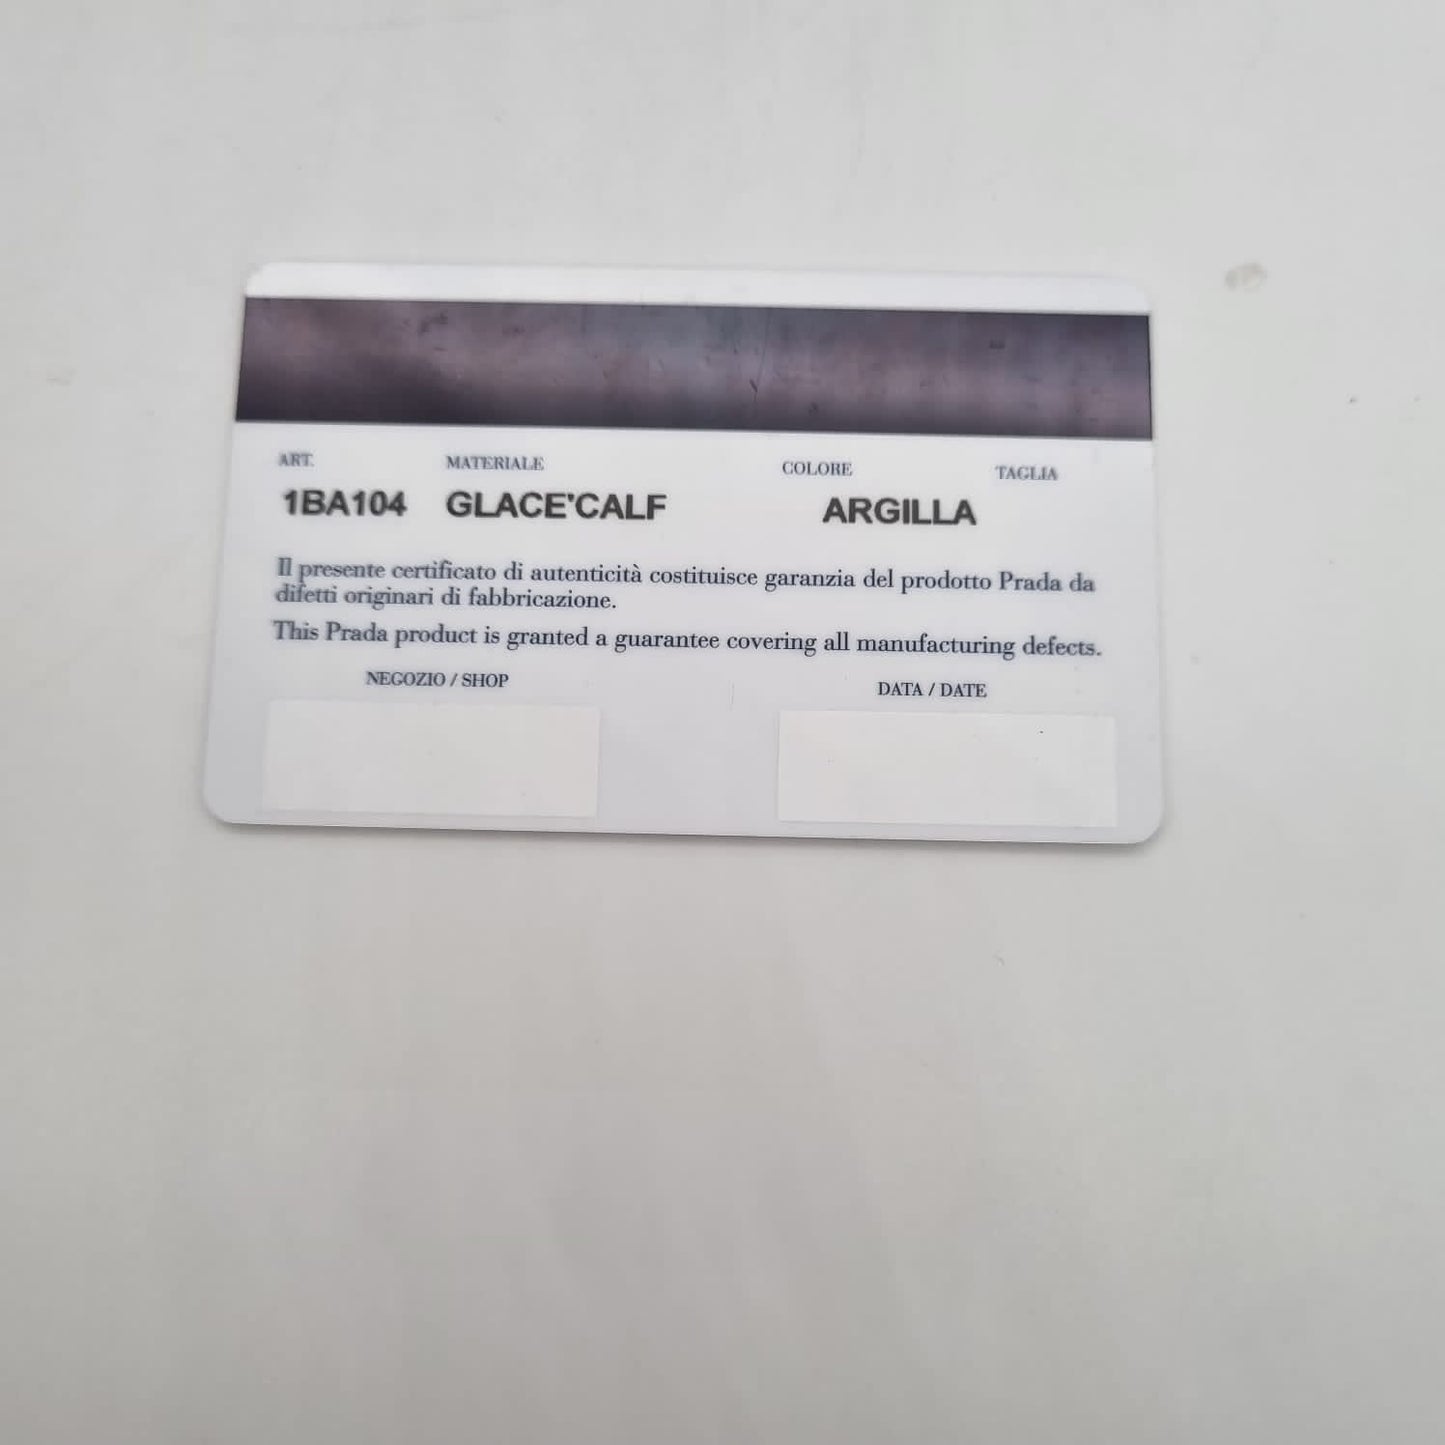 ART. MATERIALE COLORE TAGLIA
1BA104 GLACE'CALF ARGILLA
Il presente certificato di autenticità costituisce garanzia del prodotto Prada da
difetti originari di fabbricazione.
This Prada product is granted a guarantee covering all manufacturing defects.
NEGOZIO / SHOP DATA / DATE